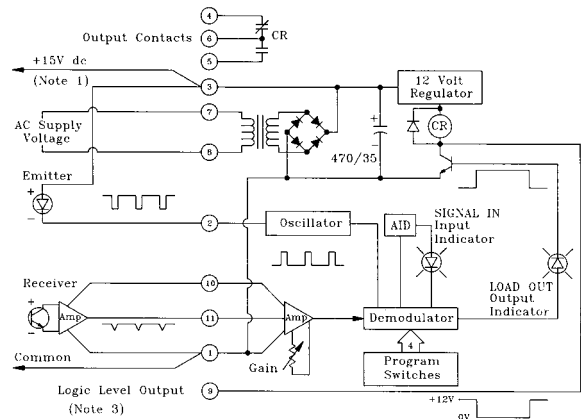 4
Output Contacts
6
CR
5
+15V dc
(Note 1)
3
12 Volt
Regulator
7
AC Supply
Voltage
8
+
-
470/35
CR
Emitter
+
-
2
Oscillator
AID
SIGNAL IN
Input
Indicator
LOAD OUT
Output
Indicator
Receiver
+
-
Amp
10
11
1
Amp
Gain
Demodulator
4
Program
Switches
Common
Logic Level Output
(Note 3)
9
+12V
0V